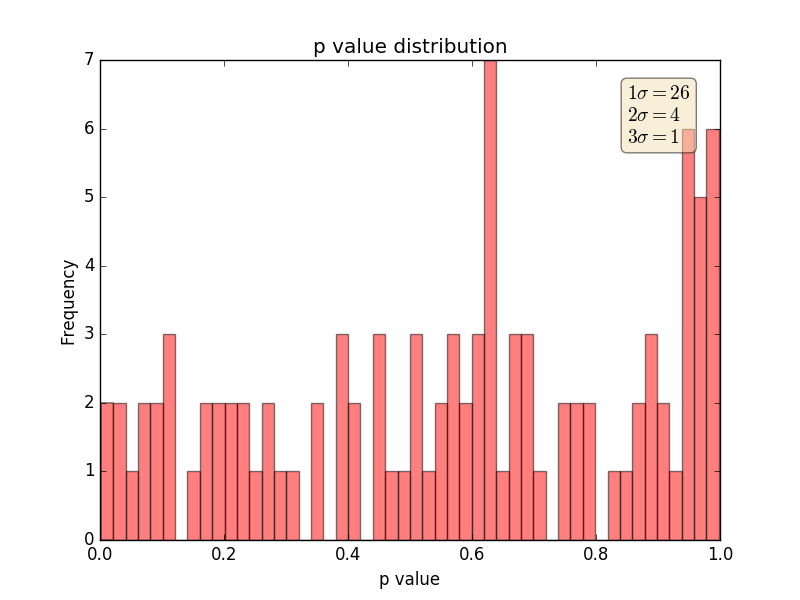 p value distribution
7
6
5
4
3
2
1
0
Frequency
1σ = 26
2σ = 4
3σ = 1
0.0 0.2 0.4 0.6 0.8 1.0
p value